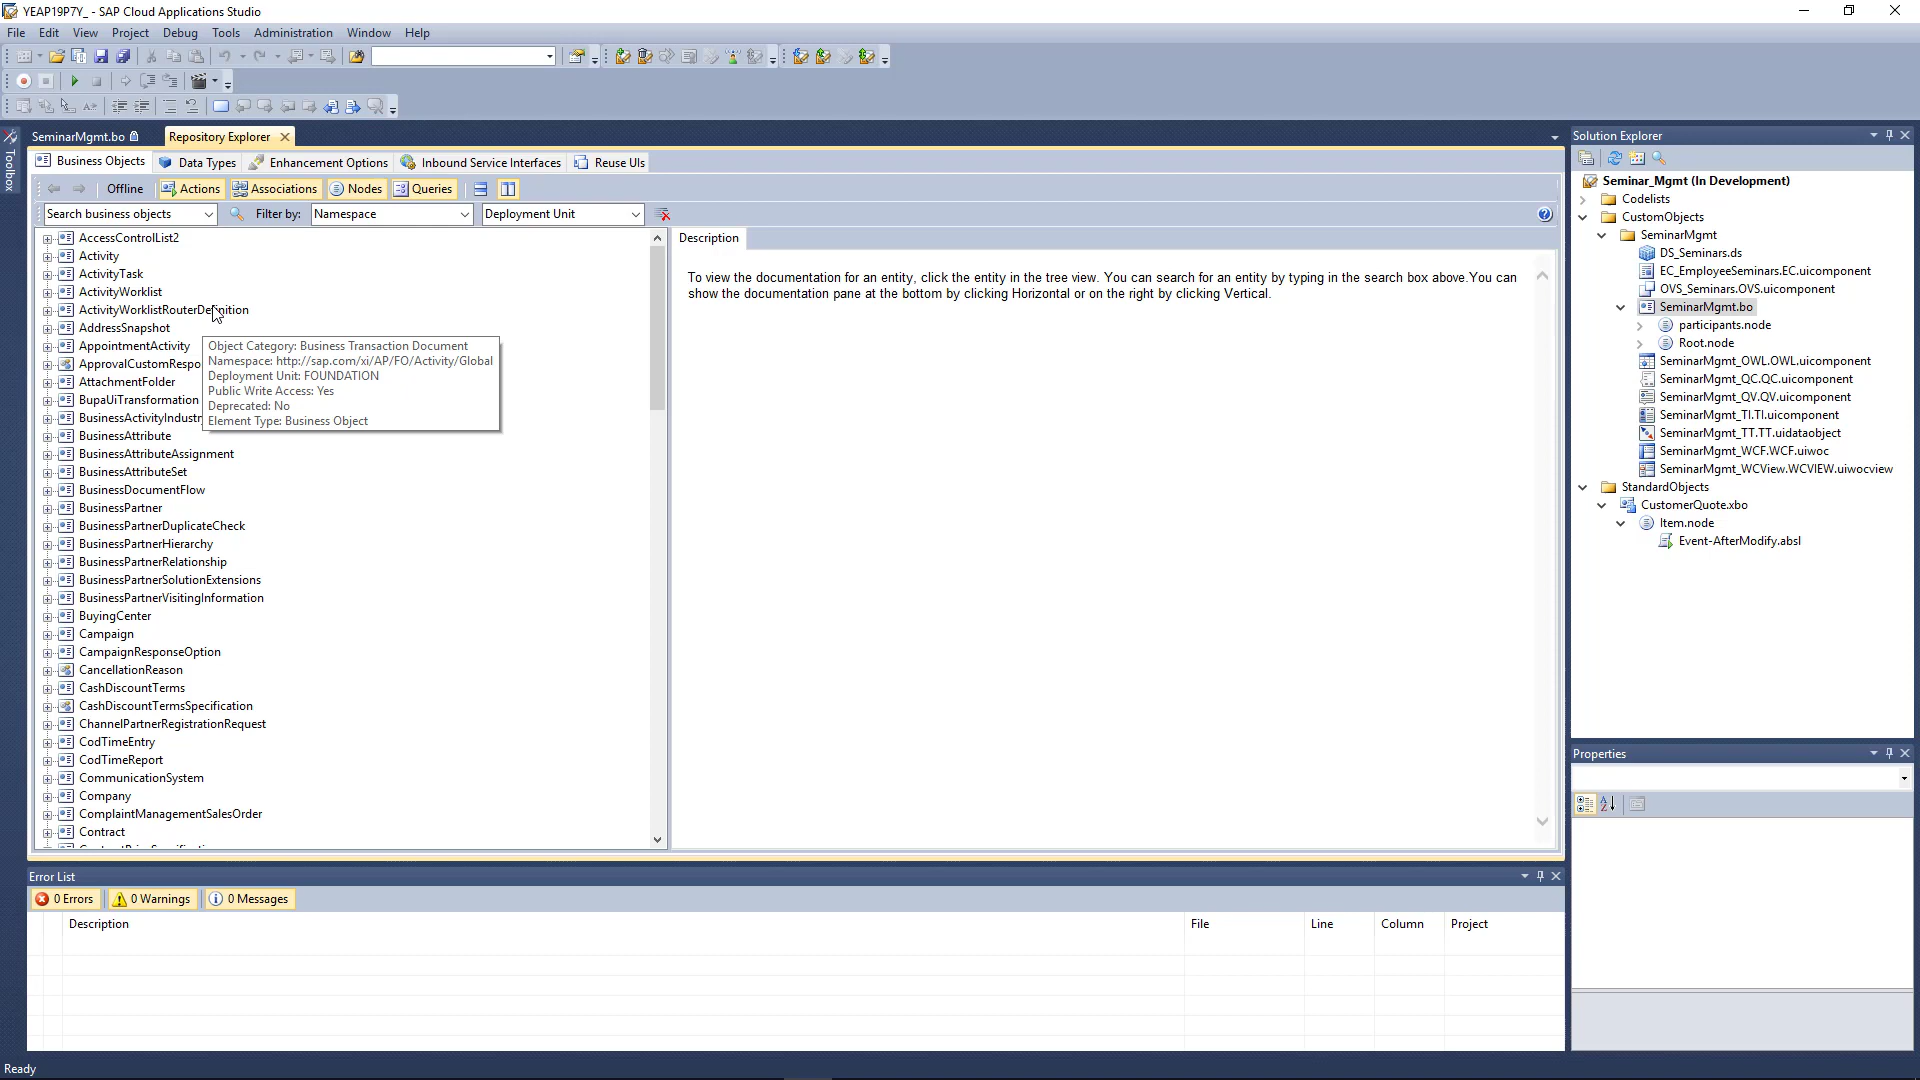 YEAP19P7Y_ - SAP Cloud Applications Studio
File Edit View Project Debug Tools Administration Window Help
SeminarMgmt.bo Repository Explorer
Business Objects Data Types Enhancement Options Inbound Service Interfaces Reuse UIs
Offline Actions Associations Nodes Queries
Search business objects Filter by: Namespace Deployment Unit
AccessControlList2
Activity
ActivityTask
ActivityWorklist
ActivityWorklistRouterDefinition
AddressSnapshot
AppointmentActivity
ApprovalCustomRespo
AttachmentFolder
BupaUiTransformation
BusinessActivityIndustry
BusinessAttribute
BusinessAttributeAssignment
BusinessAttributeSet
BusinessDocumentFlow
BusinessPartner
BusinessPartnerDuplicateCheck
BusinessPartnerHierarchy
BusinessPartnerRelationship
BusinessPartnerSolutionExtensions
BusinessPartnerVisitingInformation
BuyingCenter
Campaign
CampaignResponseOption
CancellationReason
CashDiscountTerms
CashDiscountTermsSpecification
ChannelPartnerRegistrationRequest
CodTimeEntry
CodTimeReport
CommunicationSystem
Company
ComplaintManagementSalesOrder
Contract
Object Category: Business Transaction Document
Namespace: http://sap.com/xi/AP/FO/Activity/Global
Deployment Unit: FOUNDATION
Public Write Access: Yes
Deprecated: No
Element Type: Business Object
Description
To view the documentation for an entity, click the entity in the tree view. You can search for an entity by typing in the search box above.You can
show the documentation pane at the bottom by clicking Horizontal or on the right by clicking Vertical.
Toolbox
Solution Explorer
Seminar_Mgmt (In Development)
Codelists
CustomObjects
SeminarMgmt
DS_Seminars.ds
EC_EmployeeSeminars.EC.uicomponent
OVS_Seminars.OVS.uicomponent
SeminarMgmt.bo
participants.node
Root.node
SeminarMgmt_OWL.OWL.uicomponent
SeminarMgmt_QC.QC.uicomponent
SeminarMgmt_QV.QV.uicomponent
SeminarMgmt_TI.TI.uicomponent
SeminarMgmt_TT.TT.uidataobject
SeminarMgmt_WCF.WCF.uiwoc
SeminarMgmt_WCView.WCVIEW.uiwocview
StandardObjects
CustomerQuote.xbo
Item.node
Event-AfterModify.absl
Properties
Error List
0 Errors 0 Warnings 0 Messages
Description File Line Column Project
Ready